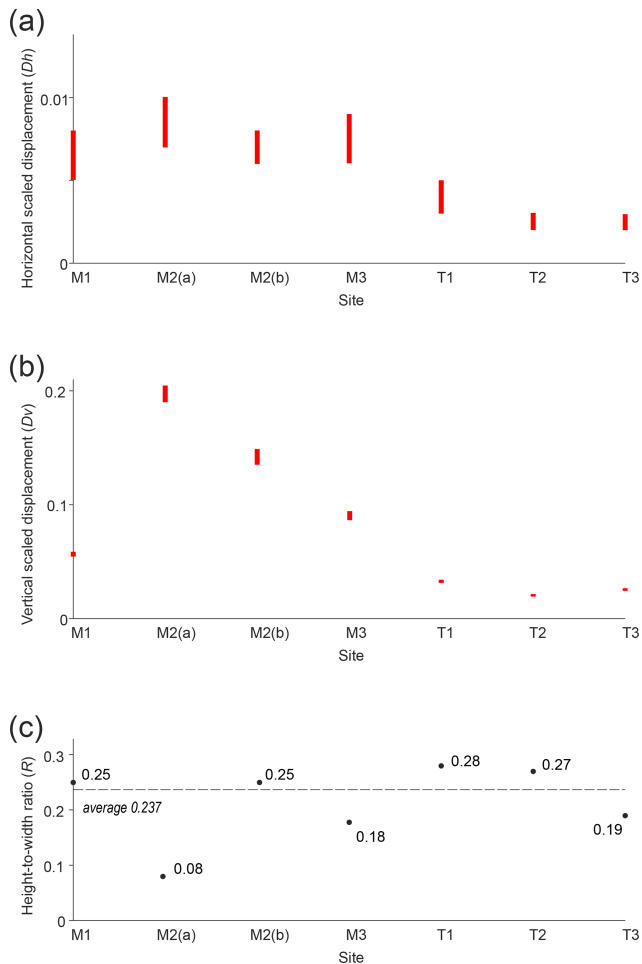 (a)
Horizontal scaled displacement (Dh)
0.01
0
M1 M2(a) M2(b) M3 T1 T2 T3
Site
(b)
Vertical scaled displacement (Dv)
0.2
0.1
0
M1 M2(a) M2(b) M3 T1 T2 T3
Site
(c)
Height-to-width ratio (R)
0.3
0.2
0.1
0
0.25
0.08
0.25
0.18
0.28
0.27
0.19
average 0.237
M1 M2(a) M2(b) M3 T1 T2 T3
Site